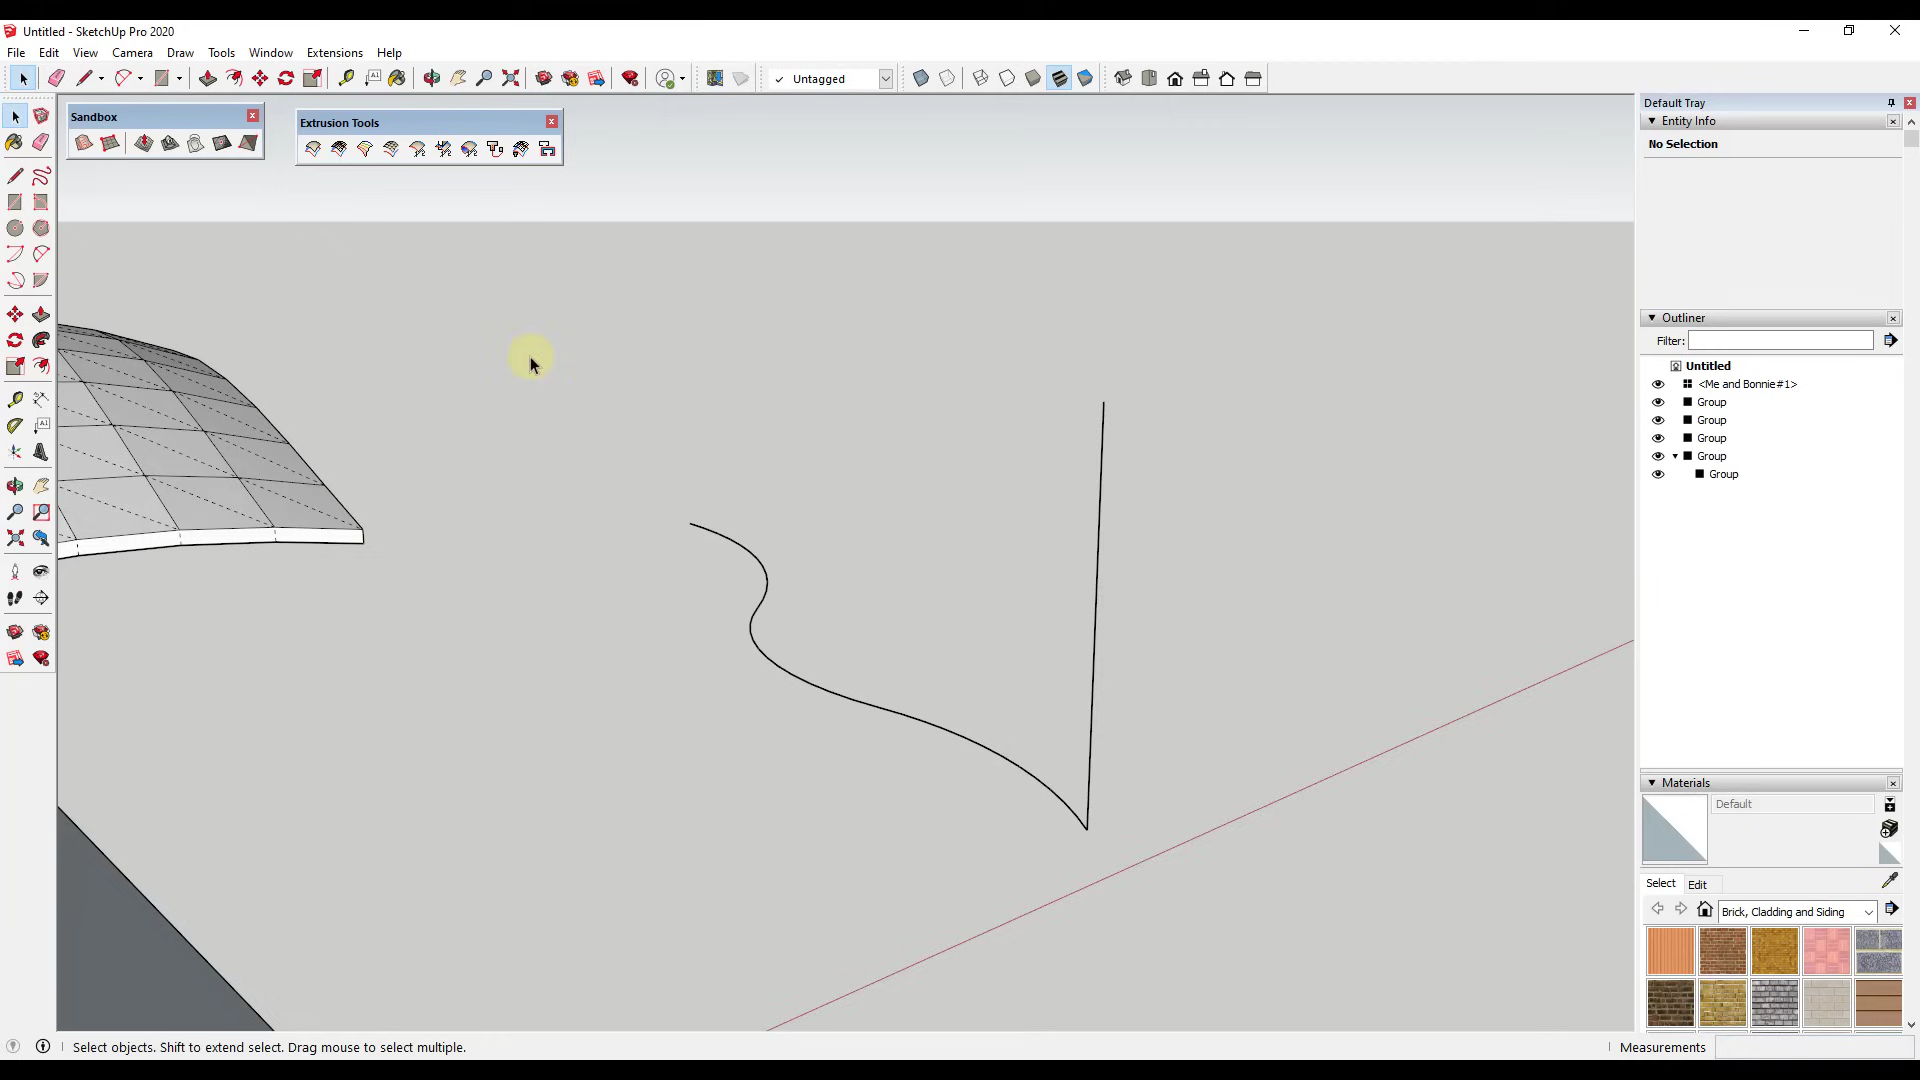 Untitled - SketchUp Pro 2020
File Edit View Camera Draw Tools Window Extensions Help
Untagged
Sandbox
Extrusion Tools
Default Tray
Entity Info
No Selection
Outliner
Filter:
Untitled
<Me and Bonnie#1>
Group
Group
Group
Group
Group
Materials
Default
Select Edit
Brick, Cladding and Siding
Select objects. Shift to extend select. Drag mouse to select multiple.
Measurements